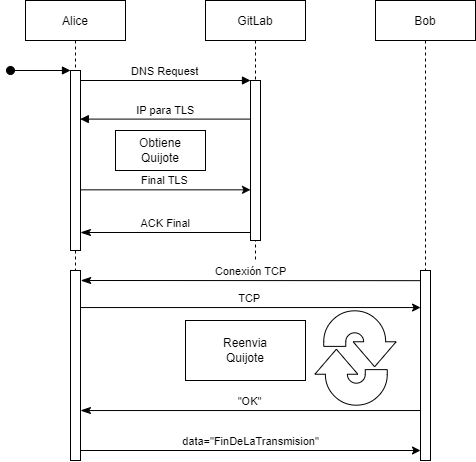 Alice
GitLab
Bob
DNS Request
IP para TLS
Obtiene
Quijote
Final TLS
ACK Final
Conexión TCP
TCP
Reenvia
Quijote
"OK"
data="FinDeLaTransmision"